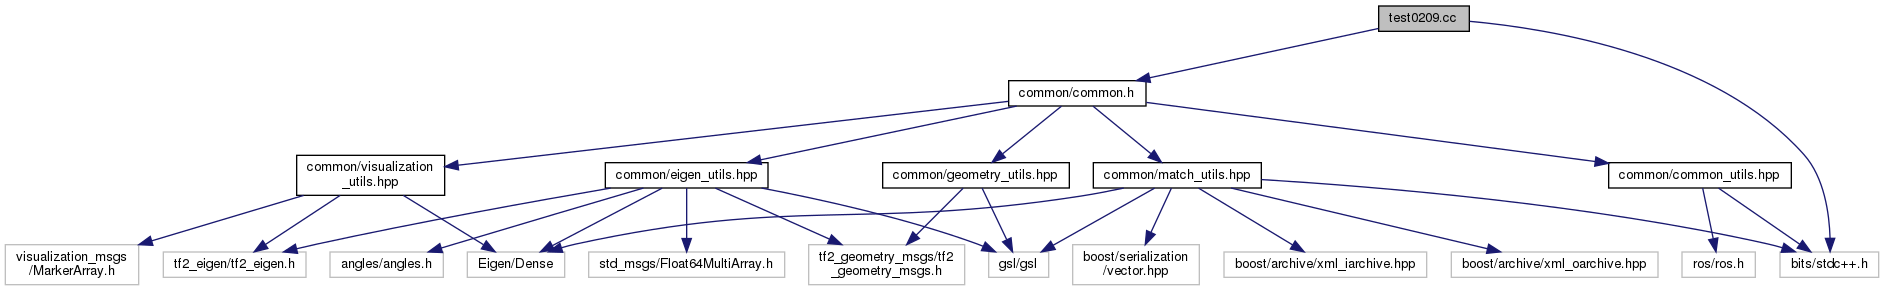 test0209.cc
common/common.h
common/visualization
_utils.hpp
common/eigen_utils.hpp
common/geometry_utils.hpp
common/match_utils.hpp
common/common_utils.hpp
visualization_msgs
/MarkerArray.h
tf2_eigen/tf2_eigen.h
angles/angles.h
Eigen/Dense
std_msgs/Float64MultiArray.h
tf2_geometry_msgs/tf2
_geometry_msgs.h
gsl/gsl
boost/serialization
/vector.hpp
boost/archive/xml_iarchive.hpp
boost/archive/xml_oarchive.hpp
ros/ros.h
bits/stdc++.h